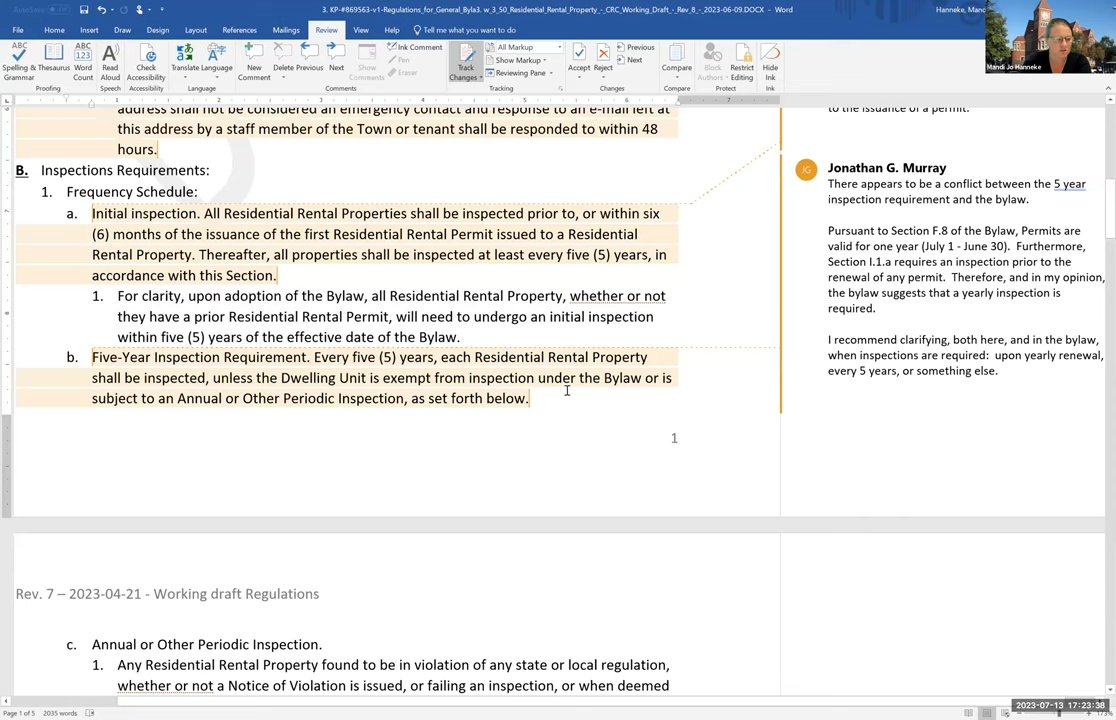 AutoSave Off
3. KP-#869563-v1-Regulations_for_General_Byla3. w_3_50_Residential_Rental_Property_-_CRC_Working_Draft_-_Rev_8_-_2023-06-09.DOCX - Word
Hanneke, Mand
Mandi Jo Hanneke
File Home Insert Draw Design Layout References Mailings Review View Help Tell me what you want to do
Spelling & Grammar
Thesaurus
Word Count
Read Aloud
Check Accessibility
Translate
Language
New Comment
Delete
Previous
Next
Show Comments
Ink Comment
Pen
Eraser
Track Changes
All Markup
Show Markup
Reviewing Pane
Accept
Reject
Previous
Next
Compare
Block Authors
Restrict Editing
Hide Ink
Proofing Speech Accessibility Language Comments Tracking Changes Compare Protect Ink
1 2 3 4 5 6 7
address shall not be considered an emergency contact and response to an e-mail left at
this address by a staff member of the Town or tenant shall be responded to within 48
hours.
B. Inspections Requirements:
1. Frequency Schedule:
a. Initial inspection. All Residential Rental Properties shall be inspected prior to, or within six
(6) months of the issuance of the first Residential Rental Permit issued to a Residential
Rental Property. Thereafter, all properties shall be inspected at least every five (5) years, in
accordance with this Section.
1. For clarity, upon adoption of the Bylaw, all Residential Rental Property, whether or not
they have a prior Residential Rental Permit, will need to undergo an initial inspection
within five (5) years of the effective date of the Bylaw.
b. Five-Year Inspection Requirement. Every five (5) years, each Residential Rental Property
shall be inspected, unless the Dwelling Unit is exempt from inspection under the Bylaw or is
subject to an Annual or Other Periodic Inspection, as set forth below.
1
to the issuance of a permit.
JG
Jonathan G. Murray
There appears to be a conflict between the 5 year
inspection requirement and the bylaw.
Pursuant to Section F.8 of the Bylaw, Permits are
valid for one year (July 1 - June 30). Furthermore,
Section I.1.a requires an inspection prior to the
renewal of any permit. Therefore, and in my opinion,
the bylaw suggests that a yearly inspection is
required.
I recommend clarifying, both here, and in the bylaw,
when inspections are required: upon yearly renewal,
every 5 years, or something else.
Rev. 7 – 2023-04-21 - Working draft Regulations
c. Annual or Other Periodic Inspection.
1. Any Residential Rental Property found to be in violation of any state or local regulation,
whether or not a Notice of Violation is issued, or failing an inspection, or when deemed
Page 1 of 5 2035 words
2023-07-13 17:23:38
173%